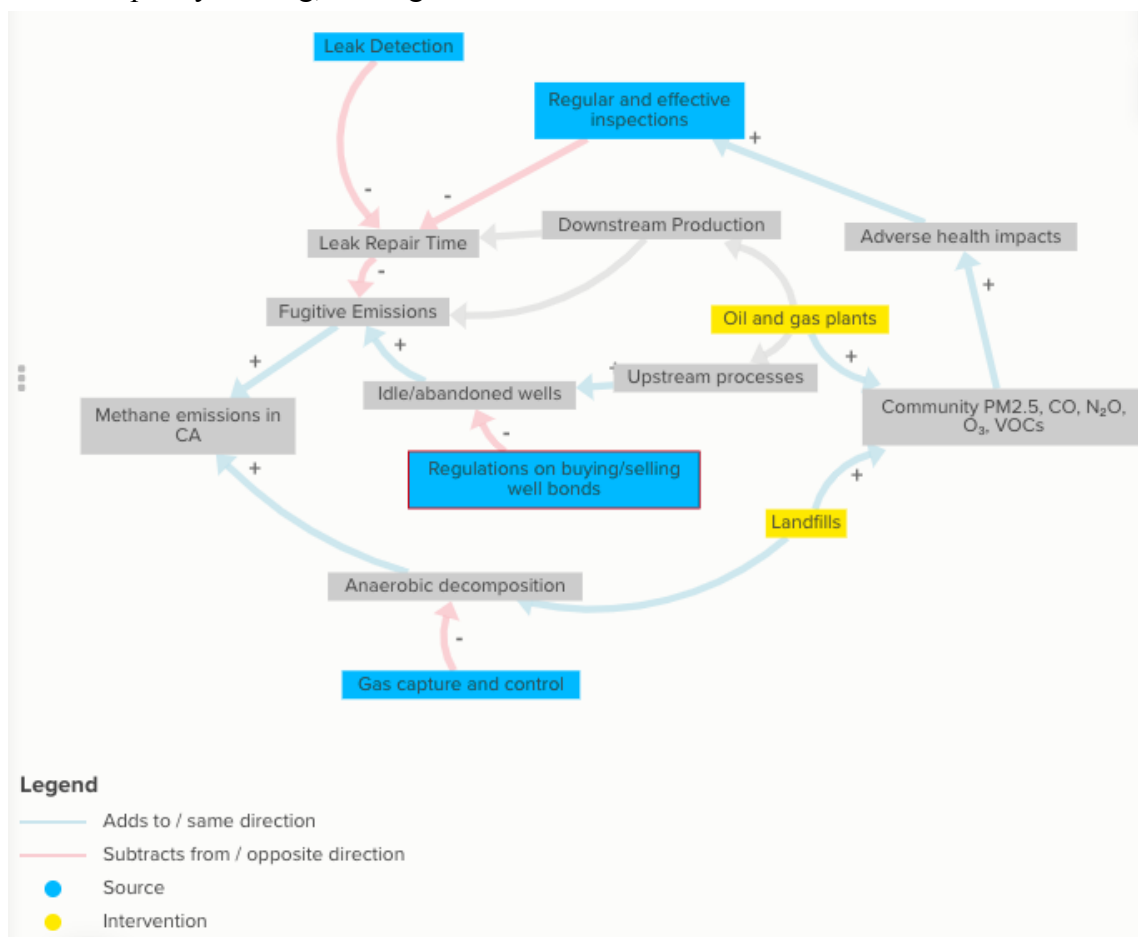 Leak Detection
Regular and effective
inspections
+
-
-
Downstream Production
Adverse health impacts
Leak Repair Time
-
+
Fugitive Emissions
Oil and gas plants
+
+
+
Upstream processes
Idle/abandoned wells
Methane emissions in
CA
Community PM2.5, CO, N₂O,
O₃, VOCs
-
+
Regulations on buying/selling
well bonds
+
Landfills
Anaerobic decomposition
-
Gas capture and control
Legend
Adds to / same direction
Subtracts from / opposite direction
Source
Intervention